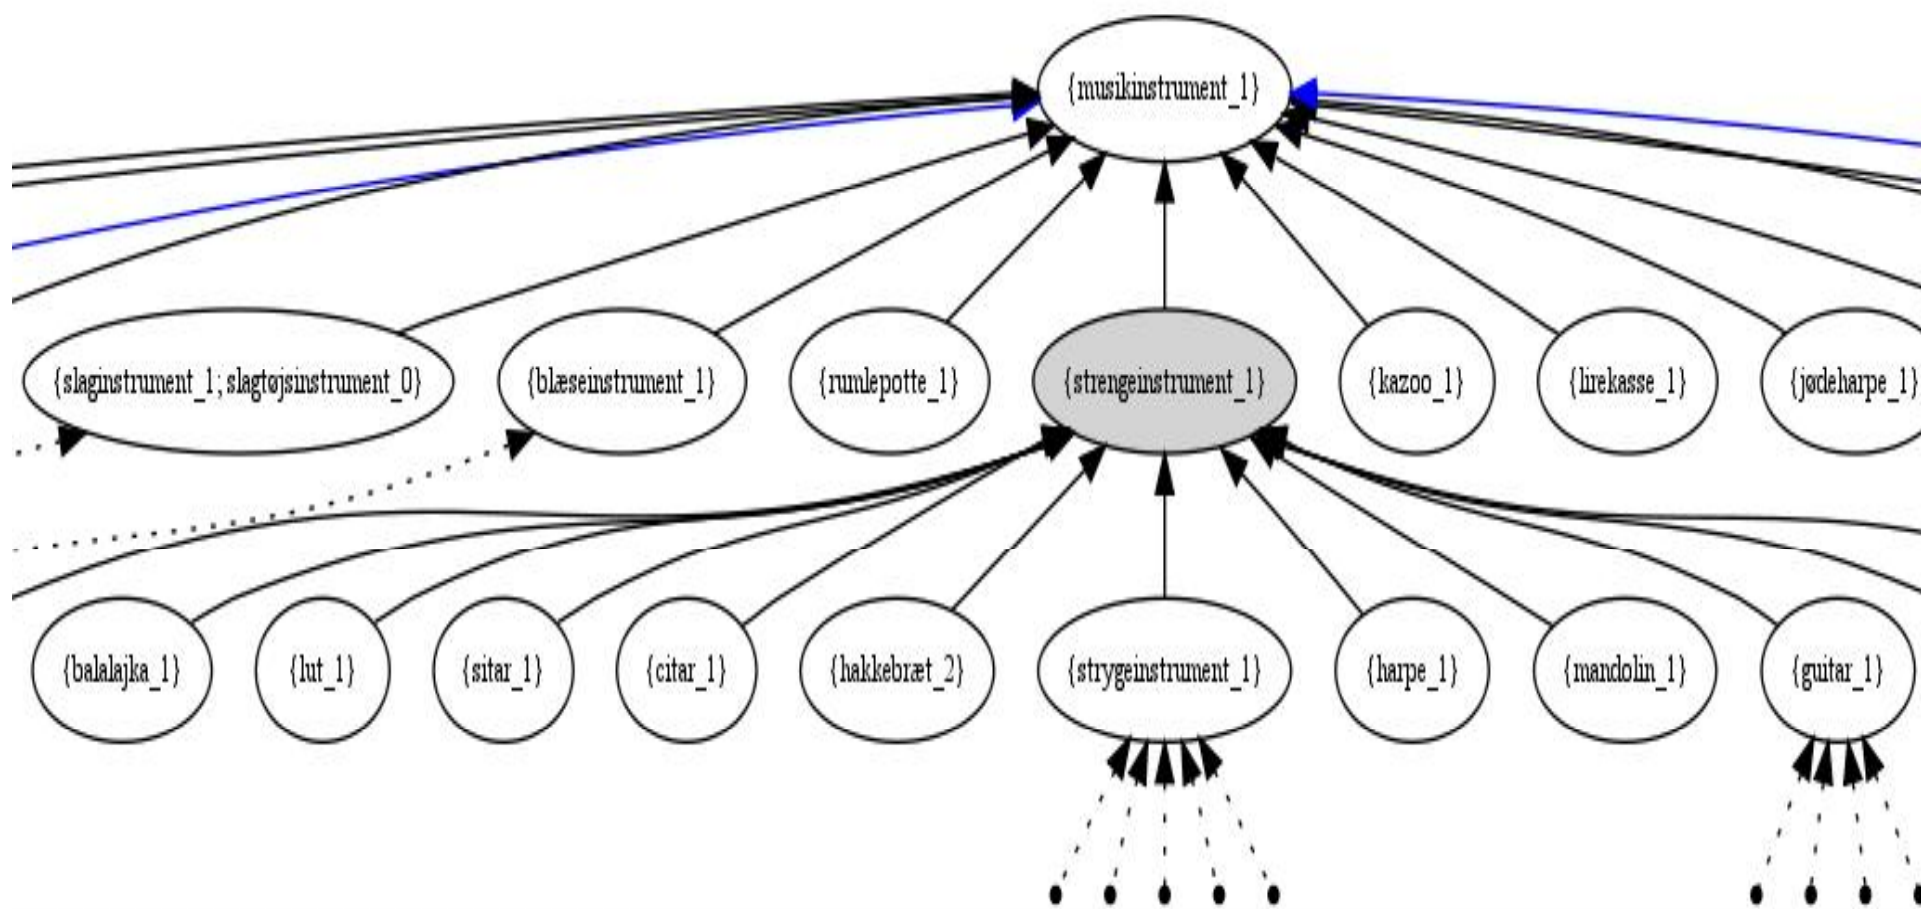 {musikinstrument_1}
{slaginstrument_1; slagtøjsinstrument_0}
{blæseinstrument_1}
{rumlepotte_1}
{strengeinstrument_1}
{kazoo_1}
{lirekasse_1}
{jødeharpe_1}
{balalajka_1}
{lut_1}
{sitar_1}
{citar_1}
{hakkebræt_2}
{strygeinstrument_1}
{harpe_1}
{mandolin_1}
{guitar_1}